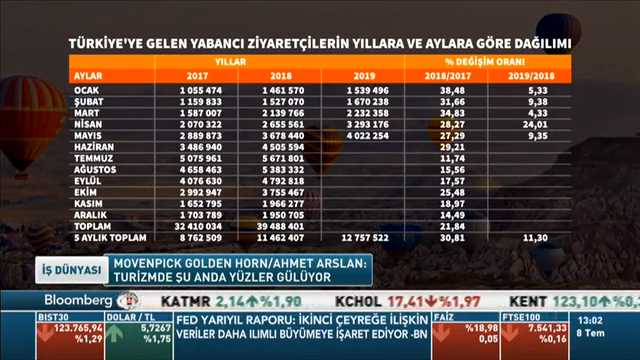 TÜRKİYE'YE GELEN YABANCI ZİYARETÇİLERİN YILLARA VE AYLARA GÖRE DAĞILIMI
YILLAR % DEĞİŞİM ORANI
AYLAR 2017 2018 2019 2018/2017 2019/2018
OCAK 1 055 474 1 461 570 1 539 496 38,48 5,33
ŞUBAT 1 159 833 1 527 070 1 670 238 31,66 9,38
MART 1 587 007 2 139 766 2 232 358 34,83 4,33
NİSAN 2 070 322 2 655 561 3 293 176 28,27 24,01
MAYIS 2 889 873 3 678 440 4 022 254 27,29 9,35
HAZİRAN 3 486 940 4 505 594 29,21
TEMMUZ 5 075 961 5 671 801 11,74
AĞUSTOS 4 658 463 5 383 332 15,56
EYLÜL 4 076 630 4 792 818 17,57
EKİM 2 992 947 3 755 467 25,48
KASIM 1 652 795 1 966 277 18,97
ARALIK 1 703 789 1 950 705 14,49
TOPLAM 32 410 034 39 488 401 21,84
5 AYLIK TOPLAM 8 762 509 11 462 407 12 757 522 30,81 11,30
İŞ DÜNYASI
MOVENPICK GOLDEN HORN/AHMET ARSLAN:
TURİZMDE ŞU ANDA YÜZLER GÜLÜYOR
Bloomberg HT KATMR 2,14 %1,90 KCHOL 17,41 %1,97 KENT 123,10 %0,3
BIST30 DOLAR / TL FAİZ FTSE100 13:02
123.765,94 5,7267 %18,98 7.541,33
%1,29 %1,75 0,05 %0,16 8 Tem
FED YARIYIL RAPORU: İKİNCİ ÇEYREĞE İLİŞKİN
VERİLER DAHA ILIMLI BÜYÜMEYE İŞARET EDİYOR -BN